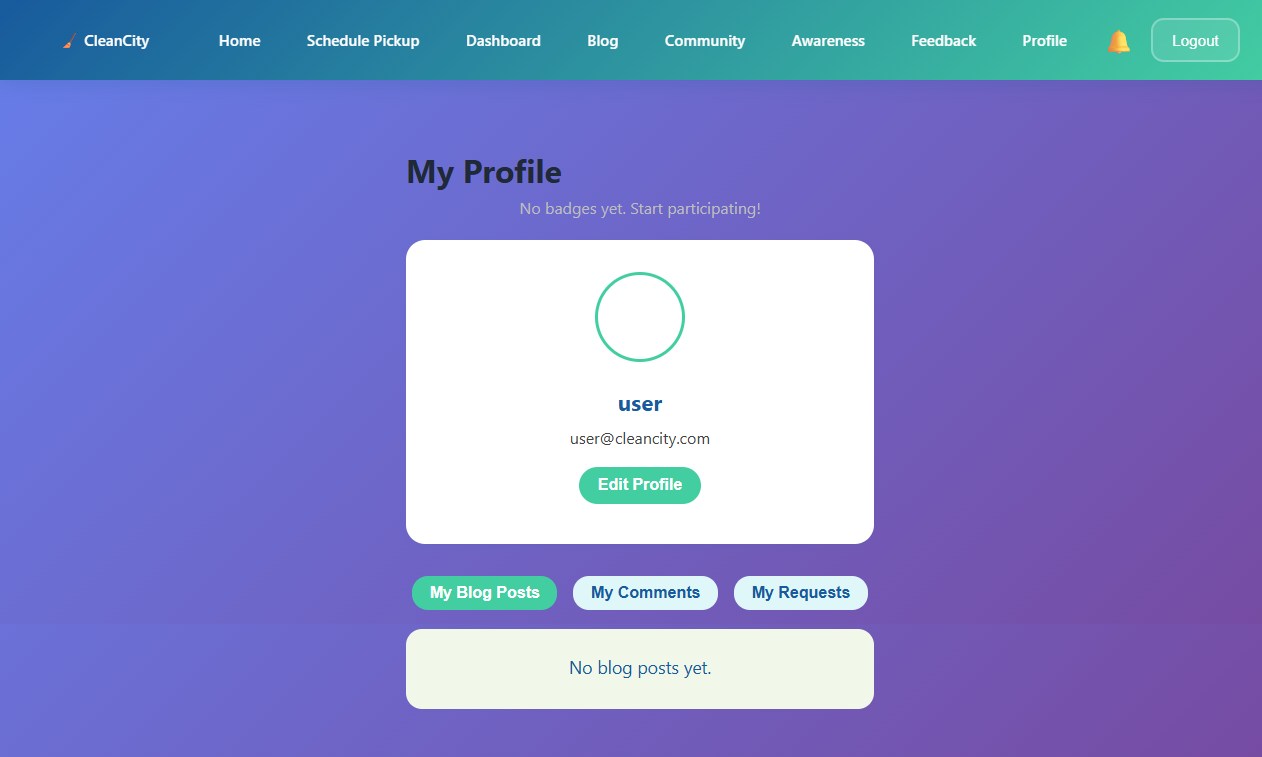 CleanCity Home Schedule Pickup Dashboard Blog Community Awareness Feedback Profile Logout
My Profile
No badges yet. Start participating!
user
user@cleancity.com
Edit Profile
My Blog Posts My Comments My Requests
No blog posts yet.